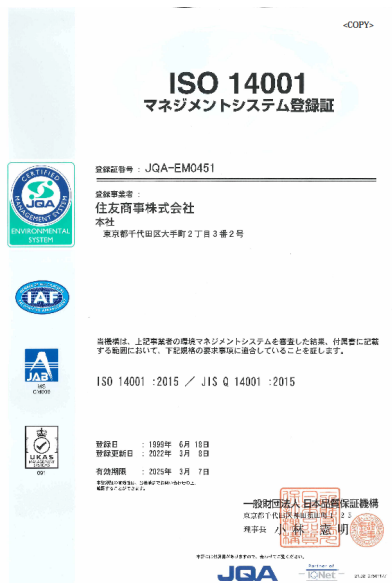 <COPY>
ISO 14001
マネジメントシステム登録証
登録証番号 : JQA-EM0451
登録事業者 :
住友商事株式会社
本社
東京都千代田区大手町2丁目3番2号
CERTIFIED
JQA
MANAGEMENT SYSTEM
ENVIRONMENTAL
SYSTEM
IAF
JAB
UKAS
MANAGEMENT
SYSTEMS
当機構は、上記事業者の環境マネジメントシステムを審査した結果、付属書に記載
する範囲において、下記規格の要求事項に適合していることを証します。
ISO 14001 :2015 / JIS Q 14001 :2015
登録日 : 1999年 6月 18日
登録更新日 : 2022年 3月 8日
有効期限 : 2025年 3月 7日
一般財団法人 日本品質保証機構
理事長 小林 憲明
JQA
Partner of
IQNet